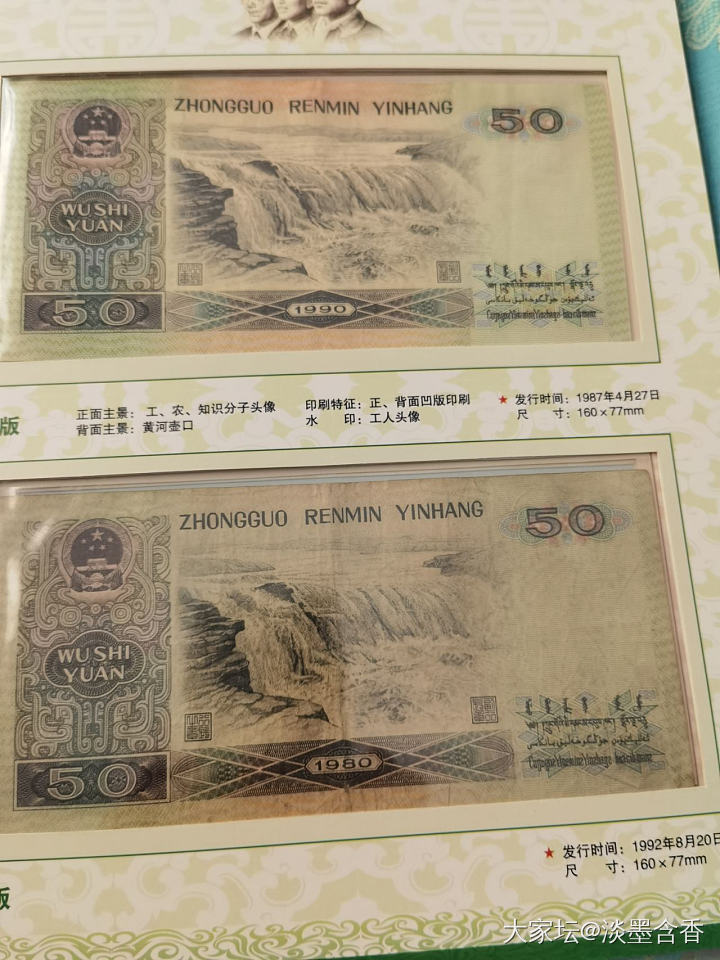 ZHONGGUO RENMIN YINHANG
50
WU SHI
YUAN
50
1990
版
正面主景： 工、农、知识分子头像
背面主景： 黄河壶口
印刷特征：正、背面凹版印刷
水 印：工人头像
★ 发行时间：1987年4月27日
尺 寸：160×77mm
ZHONGGUO RENMIN YINHANG
50
WU SHI
YUAN
50
1980
★ 发行时间：1992年8月20日
尺 寸：160×77mm
版
大家坛@淡墨含香